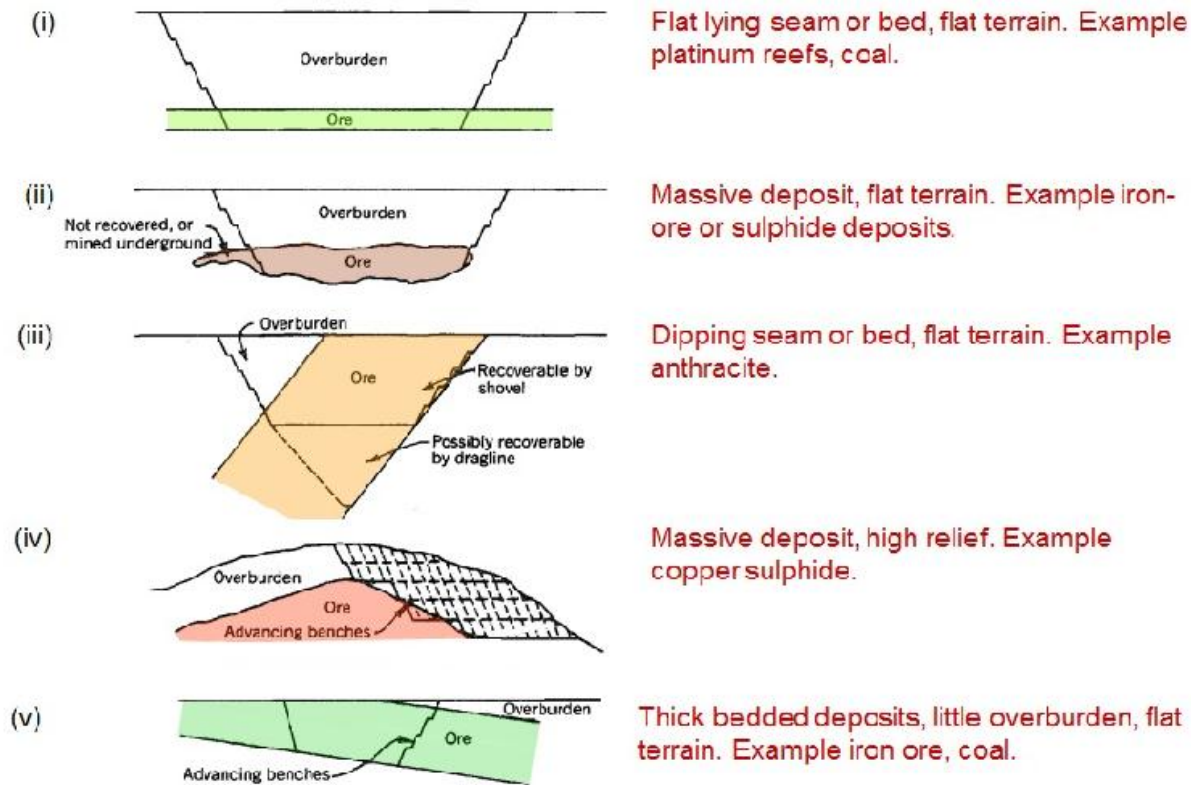 (i)
Overburden
Ore
Flat lying seam or bed, flat terrain. Example
platinum reefs, coal.
(ii)
Overburden
Not recovered, or
mined underground
Ore
Massive deposit, flat terrain. Example iron-
ore or sulphide deposits.
(iii)
Overburden
Ore
Recoverable by
shovel
Possibly recoverable
by dragline
Dipping seam or bed, flat terrain. Example
anthracite.
(iv)
Overburden
Ore
Advancing benches
Massive deposit, high relief. Example
copper sulphide.
(v)
Overburden
Ore
Advancing benches
Thick bedded deposits, little overburden, flat
terrain. Example iron ore, coal.